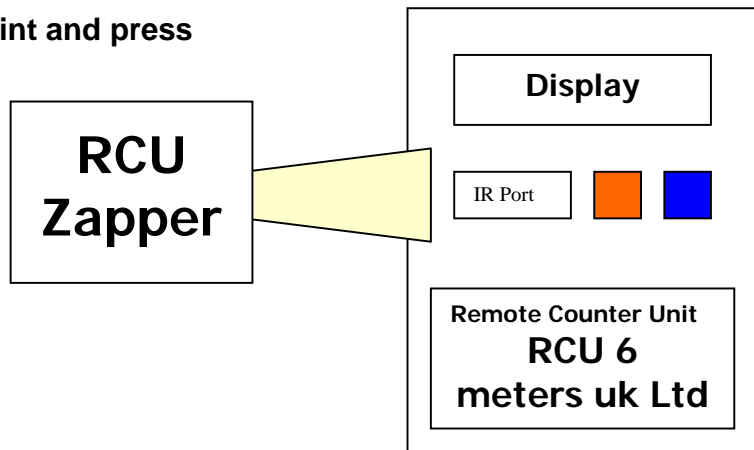 int and press
Display
RCU
Zapper
IR Port
Remote Counter Unit
RCU 6
meters uk Ltd